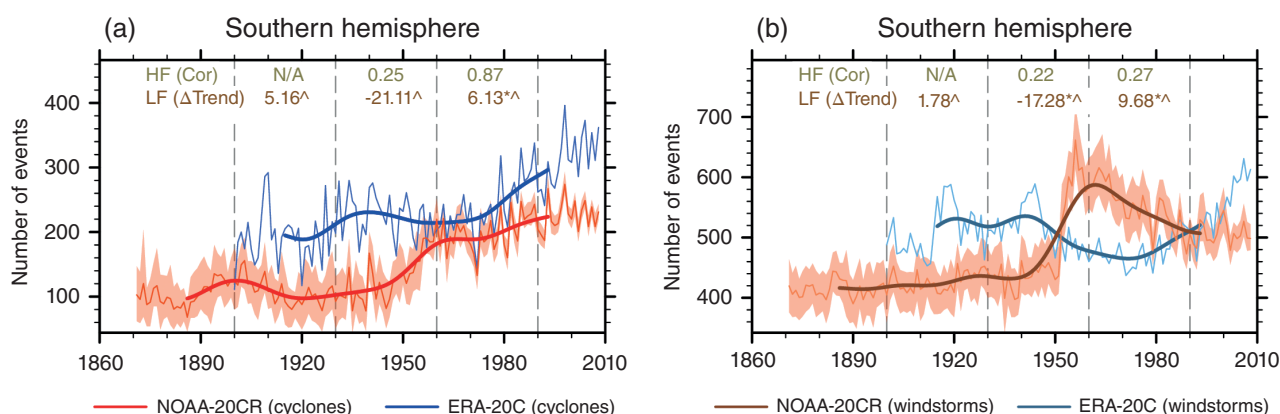 (a) Southern hemisphere
HF (Cor) N/A 0.25 0.87
LF (ΔTrend) 5.16^ -21.11^ 6.13*^
Number of events
400
300
200
100
1860 1890 1920 1950 1980 2010
NOAA-20CR (cyclones) ERA-20C (cyclones)
(b) Southern hemisphere
HF (Cor) N/A 0.22 0.27
LF (ΔTrend) 1.78^ -17.28*^ 9.68*^
Number of events
700
600
500
400
1860 1890 1920 1950 1980 2010
NOAA-20CR (windstorms) ERA-20C (windstorms)